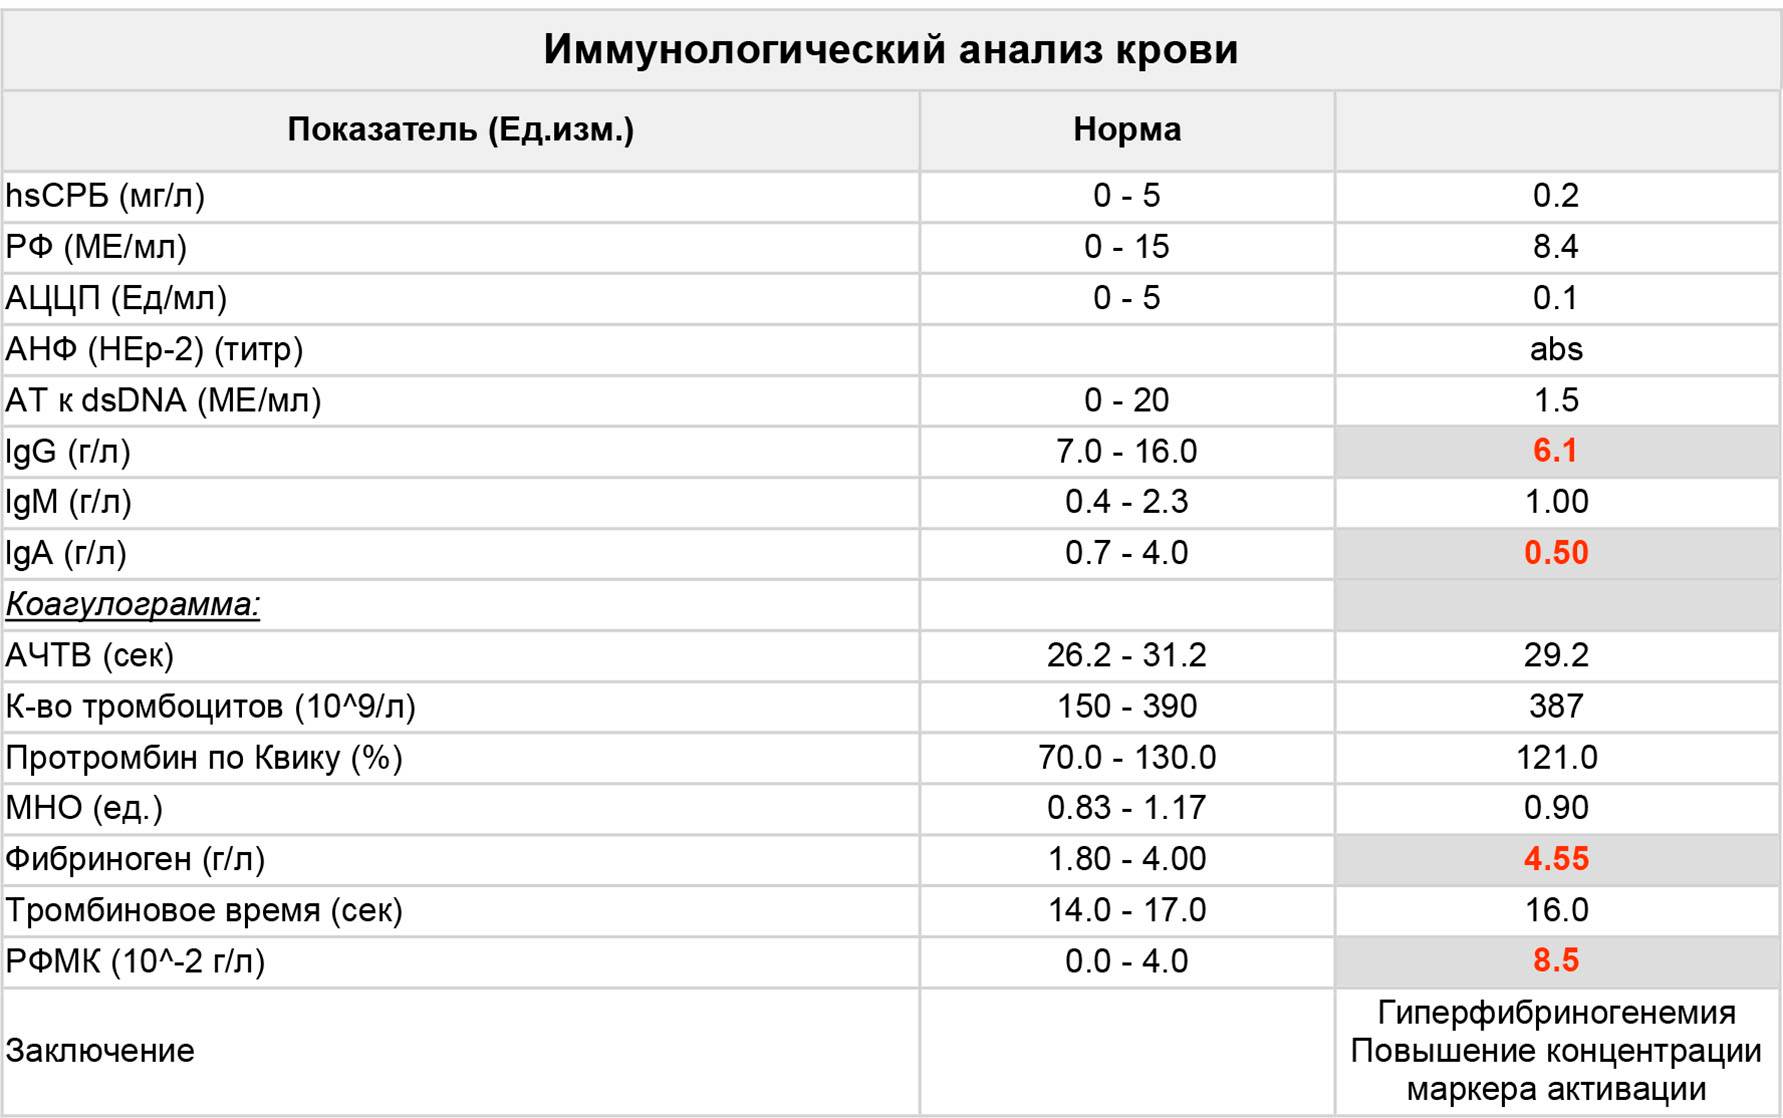 Иммунологический анализ крови
Показатель (Ед.изм.) Норма
hsСРБ (мг/л) 0 - 5 0.2
РФ (МЕ/мл) 0 - 15 8.4
АЦЦП (Ед/мл) 0 - 5 0.1
АНФ (HEp-2) (титр) abs
АТ к dsDNA (МЕ/мл) 0 - 20 1.5
IgG (г/л) 7.0 - 16.0 6.1
IgM (г/л) 0.4 - 2.3 1.00
IgA (г/л) 0.7 - 4.0 0.50
Коагулограмма:
АЧТВ (сек) 26.2 - 31.2 29.2
К-во тромбоцитов (10^9/л) 150 - 390 387
Протромбин по Квику (%) 70.0 - 130.0 121.0
МНО (ед.) 0.83 - 1.17 0.90
Фибриноген (г/л) 1.80 - 4.00 4.55
Тромбиновое время (сек) 14.0 - 17.0 16.0
РФМК (10^-2 г/л) 0.0 - 4.0 8.5
Заключение
Гиперфибриногенемия
Повышение концентрации
маркера активации